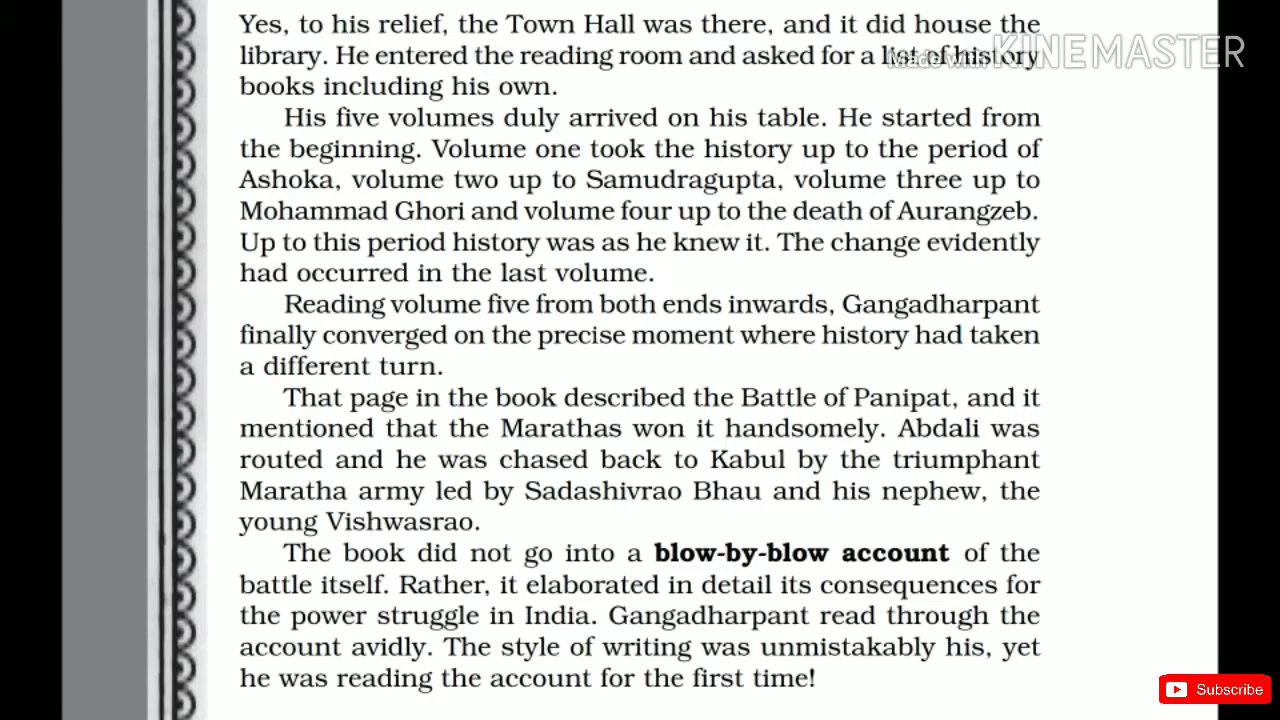 Yes, to his relief, the Town Hall was there, and it did house the
library. He entered the reading room and asked for a list of history
books including his own.
His five volumes duly arrived on his table. He started from
the beginning. Volume one took the history up to the period of
Ashoka, volume two up to Samudragupta, volume three up to
Mohammad Ghori and volume four up to the death of Aurangzeb.
Up to this period history was as he knew it. The change evidently
had occurred in the last volume.
Reading volume five from both ends inwards, Gangadharpant
finally converged on the precise moment where history had taken
a different turn.
That page in the book described the Battle of Panipat, and it
mentioned that the Marathas won it handsomely. Abdali was
routed and he was chased back to Kabul by the triumphant
Maratha army led by Sadashivrao Bhau and his nephew, the
young Vishwasrao.
The book did not go into a blow-by-blow account of the
battle itself. Rather, it elaborated in detail its consequences for
the power struggle in India. Gangadharpant read through the
account avidly. The style of writing was unmistakably his, yet
he was reading the account for the first time!
Made with KINEMASTER
Subscribe